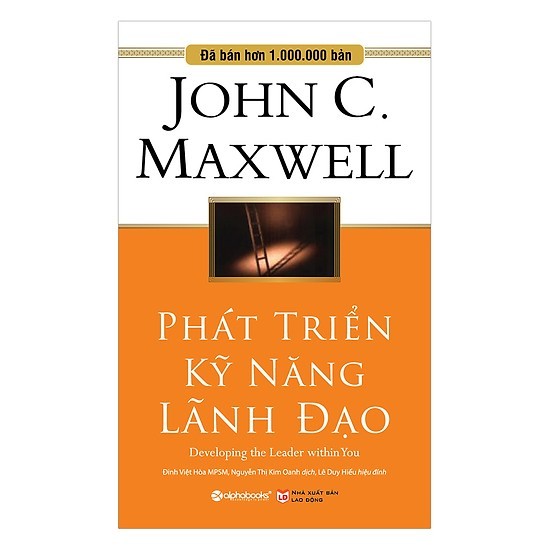 Đã bán hơn 1.000.000 bản
JOHN C.
MAXWELL
PHÁT TRIỂN
KỸ NĂNG
LÃNH ĐẠO
Developing the Leader within You
Đinh Việt Hòa MPSM, Nguyễn Thị Kim Oanh dịch, Lê Duy Hiếu hiệu đính
alphabooks
LĐ NHÀ XUẤT BẢN
LAO ĐỘNG